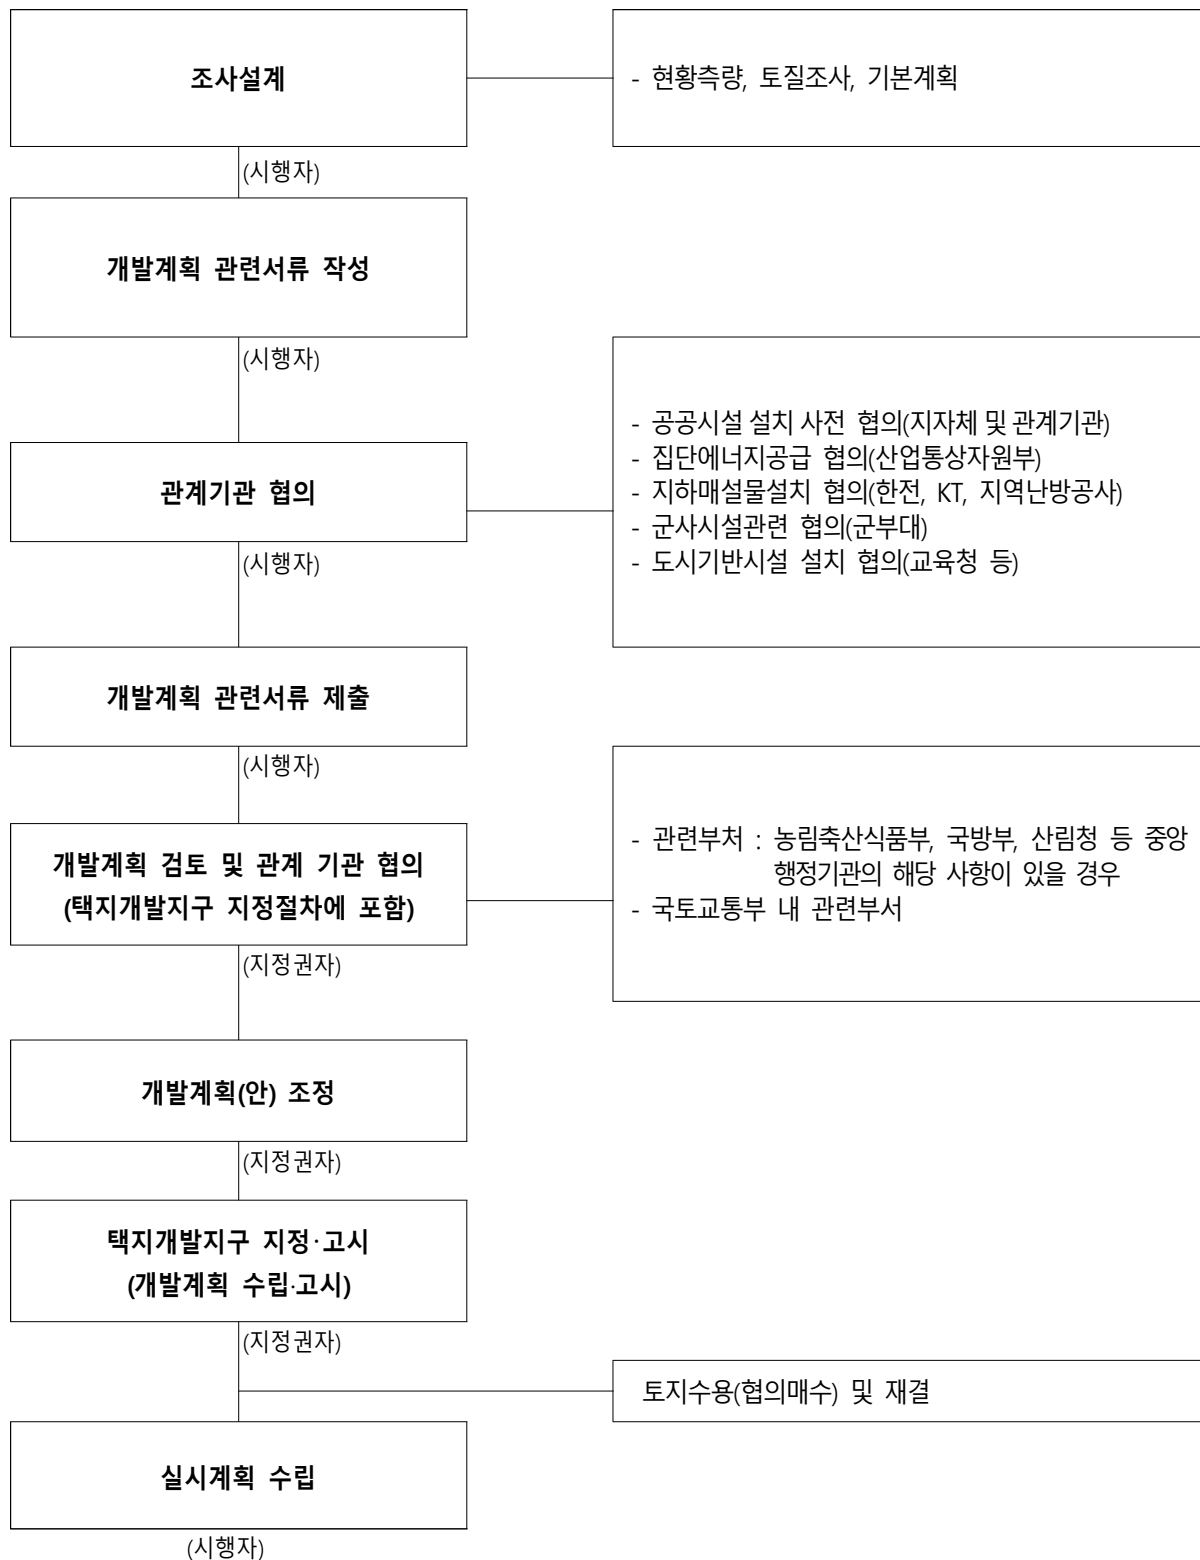 조사설계
- 현황측량, 토질조사, 기본계획
(시행자)
개발계획 관련서류 작성
(시행자)
관계기관 협의
- 공공시설 설치 사전 협의(지자체 및 관계기관)
- 집단에너지공급 협의(산업통상자원부)
- 지하매설물설치 협의(한전, KT, 지역난방공사)
- 군사시설관련 협의(군부대)
- 도시기반시설 설치 협의(교육청 등)
(시행자)
개발계획 관련서류 제출
(시행자)
개발계획 검토 및 관계 기관 협의
(택지개발지구 지정절차에 포함)
- 관련부처 : 농림축산식품부, 국방부, 산림청 등 중앙
행정기관의 해당 사항이 있을 경우
- 국토교통부 내 관련부서
(지정권자)
개발계획(안) 조정
(지정권자)
택지개발지구 지정·고시
(개발계획 수립·고시)
(지정권자)
토지수용(협의매수) 및 재결
실시계획 수립
(시행자)